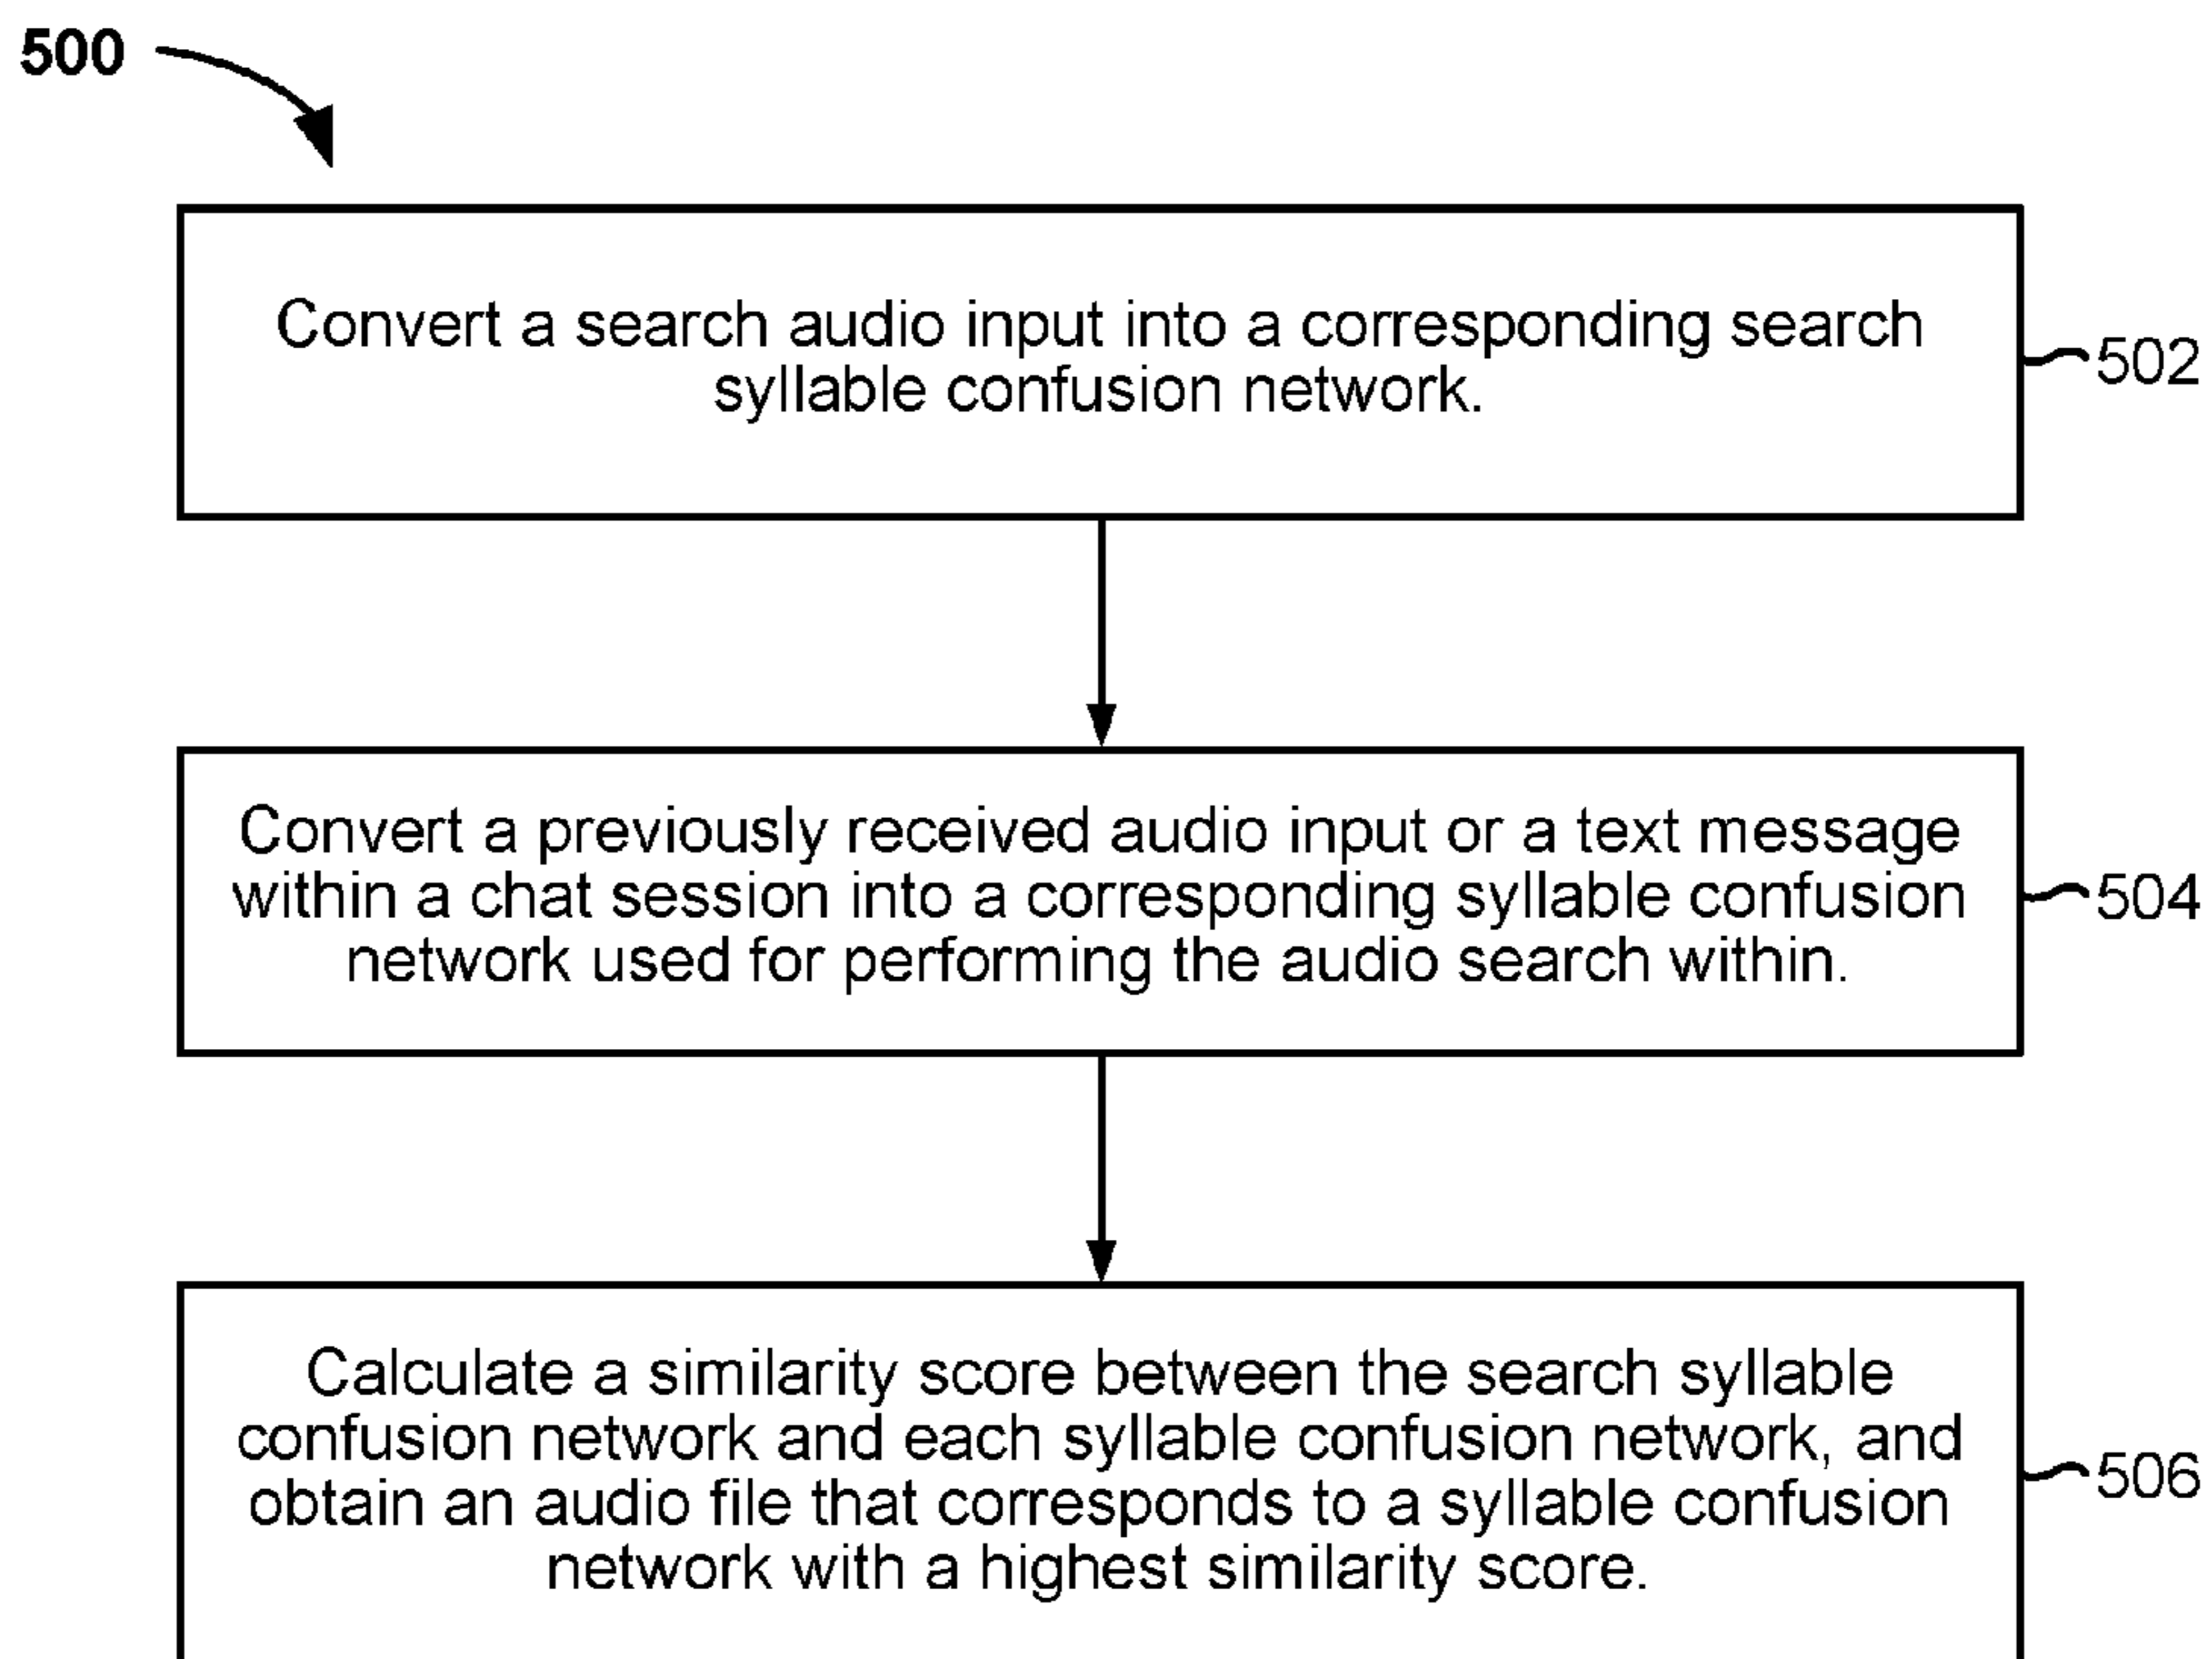 500
Convert a search audio input into a corresponding search
syllable confusion network.
502
Convert a previously received audio input or a text message
within a chat session into a corresponding syllable confusion
network used for performing the audio search within.
504
Calculate a similarity score between the search syllable
confusion network and each syllable confusion network, and
obtain an audio file that corresponds to a syllable confusion
network with a highest similarity score.
506